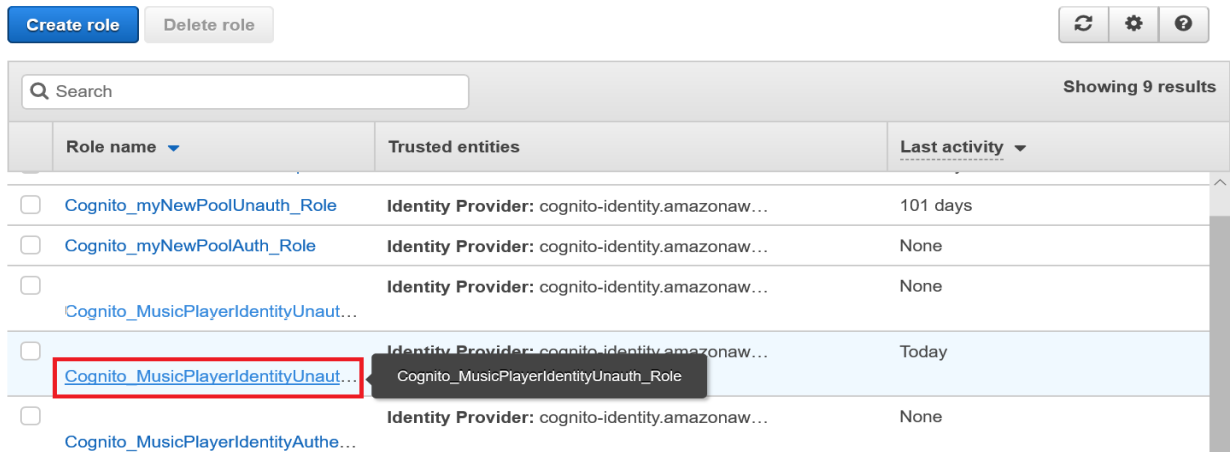 Create role Delete role
Search Showing 9 results
Role name Trusted entities Last activity
Cognito_myNewPoolUnauth_Role Identity Provider: cognito-identity.amazonaw… 101 days
Cognito_myNewPoolAuth_Role Identity Provider: cognito-identity.amazonaw… None
Identity Provider: cognito-identity.amazonaw… None
Cognito_MusicPlayerIdentityUnaut…
Identity Provider: cognito-identity.amazonaw… Today
Cognito_MusicPlayerIdentityUnaut… Cognito_MusicPlayerIdentityUnauth_Role
Identity Provider: cognito-identity.amazonaw… None
Cognito_MusicPlayerIdentityAuthe…